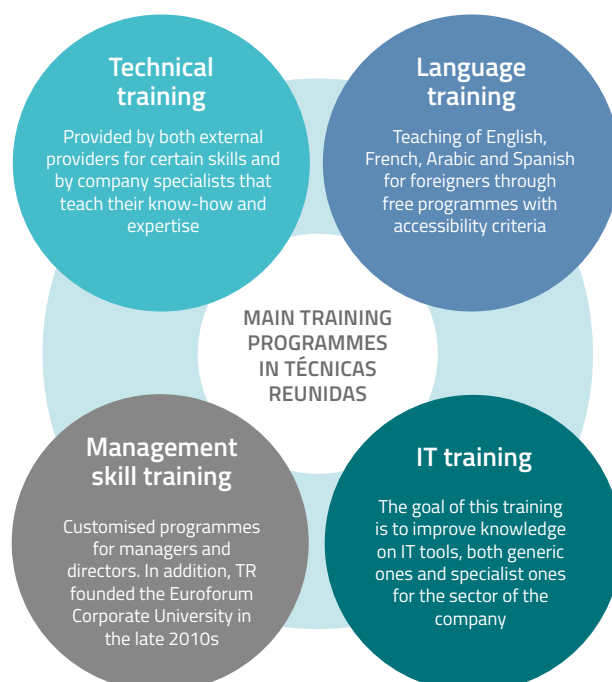 Technical
training
Provided by both external
providers for certain skills and
by company specialists that
teach their know-how and
expertise
Language
training
Teaching of English,
French, Arabic and Spanish
for foreigners through
free programmes with
accessibility criteria
MAIN TRAINING
PROGRAMMES
IN TÉCNICAS
REUNIDAS
Management
skill training
Customised programmes
for managers and
directors. In addition, TR
founded the Euroforum
Corporate University in
the late 2010s
IT training
The goal of this training
is to improve knowledge
on IT tools, both generic
ones and specialist ones
for the sector of the
company